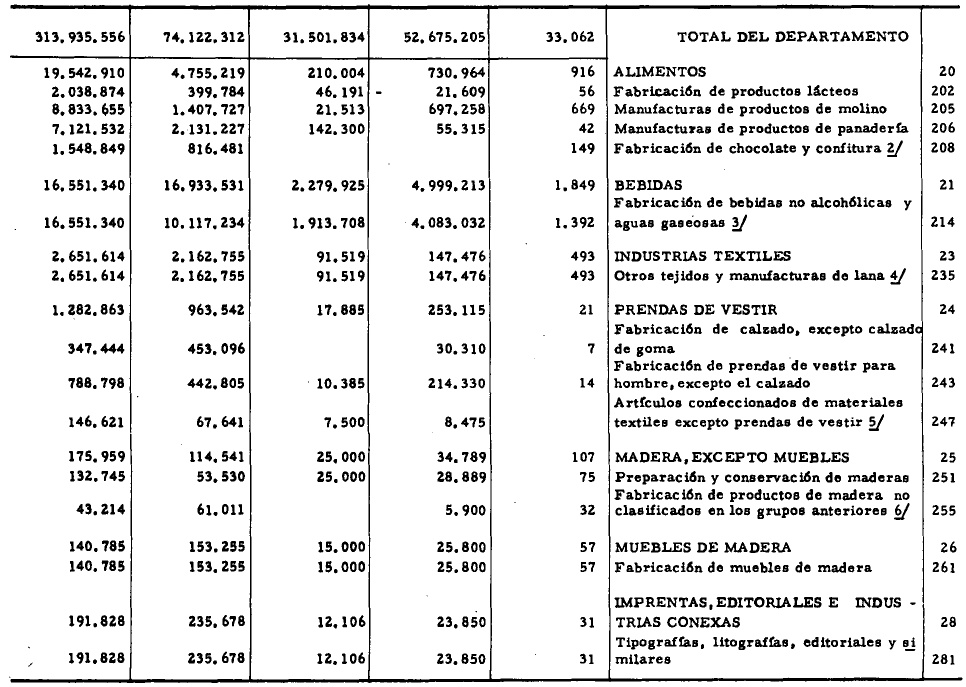 313,935,556 74,122,312 31,501,834 52,675,205 33,062 TOTAL DEL DEPARTAMENTO
19,542,910 4,755,219 210,004 730,964 916 ALIMENTOS 20
2,038,874 399,784 46,191 - 21,609 56 Fabricación de productos lácteos 202
8,833,655 1,407,727 21,513 697,258 669 Manufacturas de productos de molino 205
7,121,532 2,131,227 142,300 55,315 42 Manufacturas de productos de panadería 206
1,548,849 816,481 149 Fabricación de chocolate y confitura 2/ 208
16,551,340 16,933,531 2,279,925 4,999,213 1,849 BEBIDAS 21
Fabricación de bebidas no alcohólicas y
16,551,340 10,117,234 1,913,708 4,083,032 1,392 aguas gaseosas 3/ 214
2,651,614 2,162,755 91,519 147,476 493 INDUSTRIAS TEXTILES 23
2,651,614 2,162,755 91,519 147,476 493 Otros tejidos y manufacturas de lana 4/ 235
1,282,863 963,542 17,885 253,115 21 PRENDAS DE VESTIR 24
Fabricación de calzado, excepto calzado
347,444 453,096 30,310 7 de goma 241
Fabricación de prendas de vestir para
788,798 442,805 10,385 214,330 14 hombre, excepto el calzado 243
Artículos confeccionados de materiales
146,621 67,641 7,500 8,475 textiles excepto prendas de vestir 5/ 247
175,959 114,541 25,000 34,789 107 MADERA, EXCEPTO MUEBLES 25
132,745 53,530 25,000 28,889 75 Preparación y conservación de maderas 251
Fabricación de productos de madera no
43,214 61,011 5,900 32 clasificados en los grupos anteriores 6/ 255
140,785 153,255 15,000 25,800 57 MUEBLES DE MADERA 26
140,785 153,255 15,000 25,800 57 Fabricación de muebles de madera 261
IMPRENTAS, EDITORIALES E INDUS -
191,828 235,678 12,106 23,850 31 TRIAS CONEXAS 28
Tipografías, litografías, editoriales y si
191,828 235,678 12,106 23,850 31 milares 281